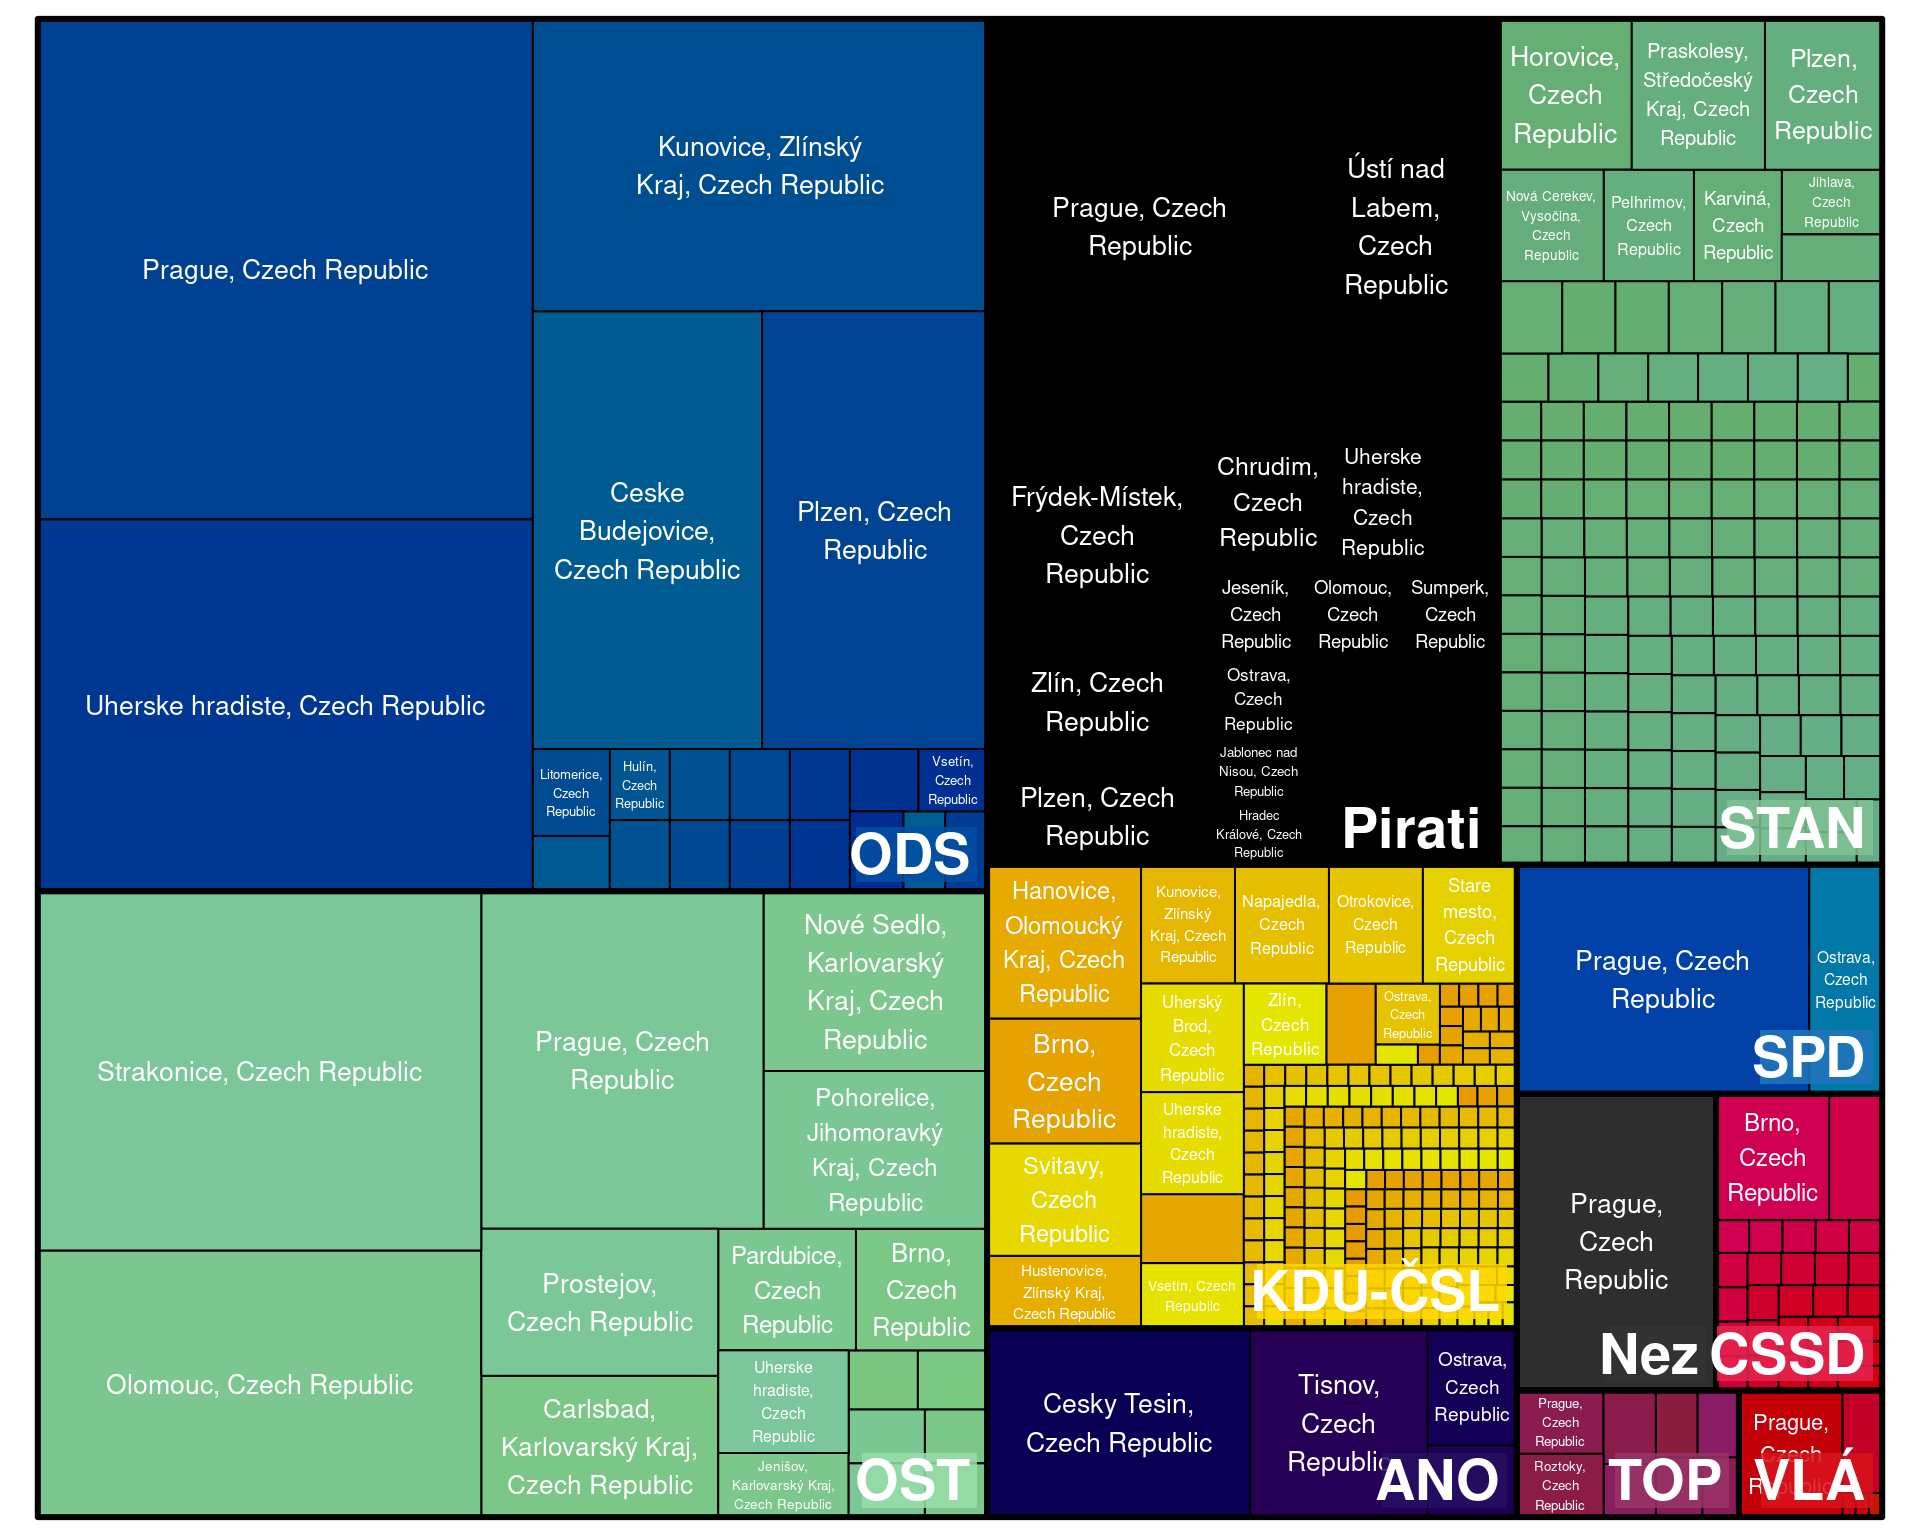 Prague, Czech Republic
Uherske hradiste, Czech Republic
Kunovice, Zlínský
Kraj, Czech Republic
Ceske
Budejovice,
Czech Republic
Plzen, Czech
Republic
Litomerice,
Czech
Republic
Hulín,
Czech
Republic
Vsetín,
Czech
Republic
ODS
Prague, Czech
Republic
Ústí nad
Labem,
Czech
Republic
Frýdek-Místek,
Czech
Republic
Chrudim,
Czech
Republic
Uherske
hradiste,
Czech
Republic
Jeseník,
Czech
Republic
Olomouc,
Czech
Republic
Sumperk,
Czech
Republic
Zlín, Czech
Republic
Ostrava,
Czech
Republic
Jablonec nad
Nisou, Czech
Republic
Plzen, Czech
Republic
Hradec
Králové, Czech
Republic
Pirati
Horovice,
Czech
Republic
Praskolesy,
Středočeský
Kraj, Czech
Republic
Plzen,
Czech
Republic
Nová Cerekev,
Vysočina,
Czech
Republic
Pelhrimov,
Czech
Republic
Karviná,
Czech
Republic
Jihlava,
Czech
Republic
STAN
Strakonice, Czech Republic
Olomouc, Czech Republic
Prague, Czech
Republic
Nové Sedlo,
Karlovarský
Kraj, Czech
Republic
Pohorelice,
Jihomoravký
Kraj, Czech
Republic
Prostejov,
Czech Republic
Carlsbad,
Karlovarský Kraj,
Czech Republic
Pardubice,
Czech
Republic
Brno,
Czech
Republic
Uherske
hradiste,
Czech
Republic
Jenišov,
Karlovarský Kraj,
Czech Republic
OST
Hanovice,
Olomoucký
Kraj, Czech
Republic
Brno,
Czech
Republic
Svitavy,
Czech
Republic
Hustenovice,
Zlínský Kraj,
Czech Republic
Kunovice,
Zlínský
Kraj, Czech
Republic
Napajedla,
Czech
Republic
Otrokovice,
Czech
Republic
Stare
mesto,
Czech
Republic
Uherský
Brod,
Czech
Republic
Zlín,
Czech
Republic
Ostrava,
Czech
Republic
Uherske
hradiste,
Czech
Republic
Vsetín, Czech
Republic
KDU-ČSL
Prague, Czech
Republic
Ostrava,
Czech
Republic
SPD
Prague,
Czech
Republic
Nez
Brno,
Czech
Republic
CSSD
Cesky Tesin,
Czech Republic
Tisnov,
Czech
Republic
Ostrava,
Czech
Republic
ANO
Prague,
Czech
Republic
Roztoky,
Czech
Republic
TOP
Prague,
Czech
Republic
VLÁ